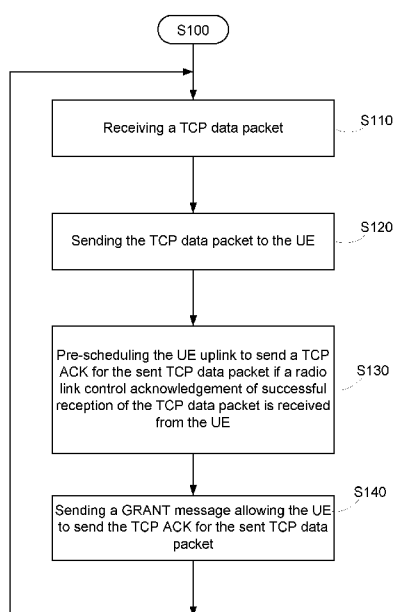 S100
Receiving a TCP data packet
S110
Sending the TCP data packet to the UE
S120
Pre-scheduling the UE uplink to send a TCP
ACK for the sent TCP data packet if a radio
link control acknowledgement of successful
reception of the TCP data packet is received
from the UE
S130
Sending a GRANT message allowing the UE
to send the TCP ACK for the sent TCP data
packet
S140